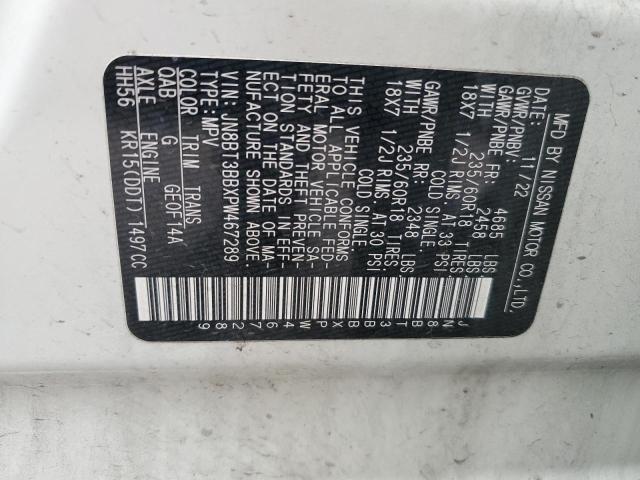 MFD BY NISSAN MOTOR CO.,LTD.
DATE: 11/22
GVWR/PNBV: 4685 LBS
GAWR/PNBE FR: 2458 LBS
WITH 235/60R18 TIRES
18X7 1/2J RIMS AT 33 PSI
COLD SINGLE
GAWR/PNBE RR: 2348 LBS
WITH 235/60R18 TIRES
18X7 1/2J RIMS AT 30 PSI
COLD SINGLE.
THIS VEHICLE CONFORMS
TO ALL APPLICABLE FED-
ERAL MOTOR VEHICLE SA-
FETY AND THEFT PREVEN-
TION STANDARDS IN EFF-
ECT ON THE DATE OF MA-
NUFACTURE SHOWN ABOVE.
VIN: JN8BT3BBXPW467289
TYPE: MPV
COLOR TRIM TRANS
QAB G GE0F14A
AXLE ENGINE
HH56 KR15(DDT) 1497CC
JN8BT3BBXPW467289